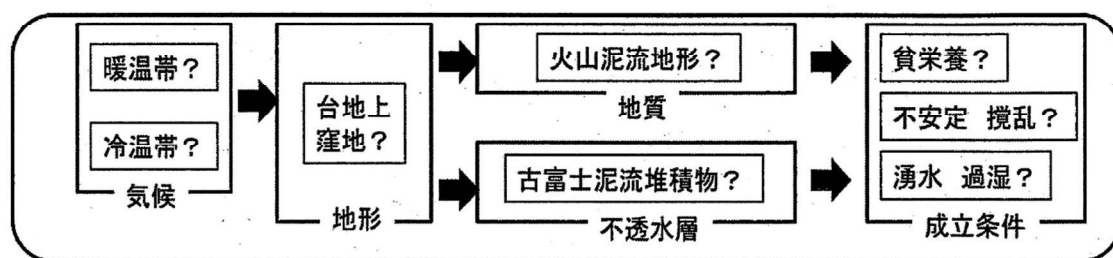 暖温帯？
冷温帯？
気候
台地上
窪地？
地形
火山泥流地形？
地質
古富士泥流堆積物？
不透水層
貧栄養？
不安定 撹乱？
湧水 過湿？
成立条件